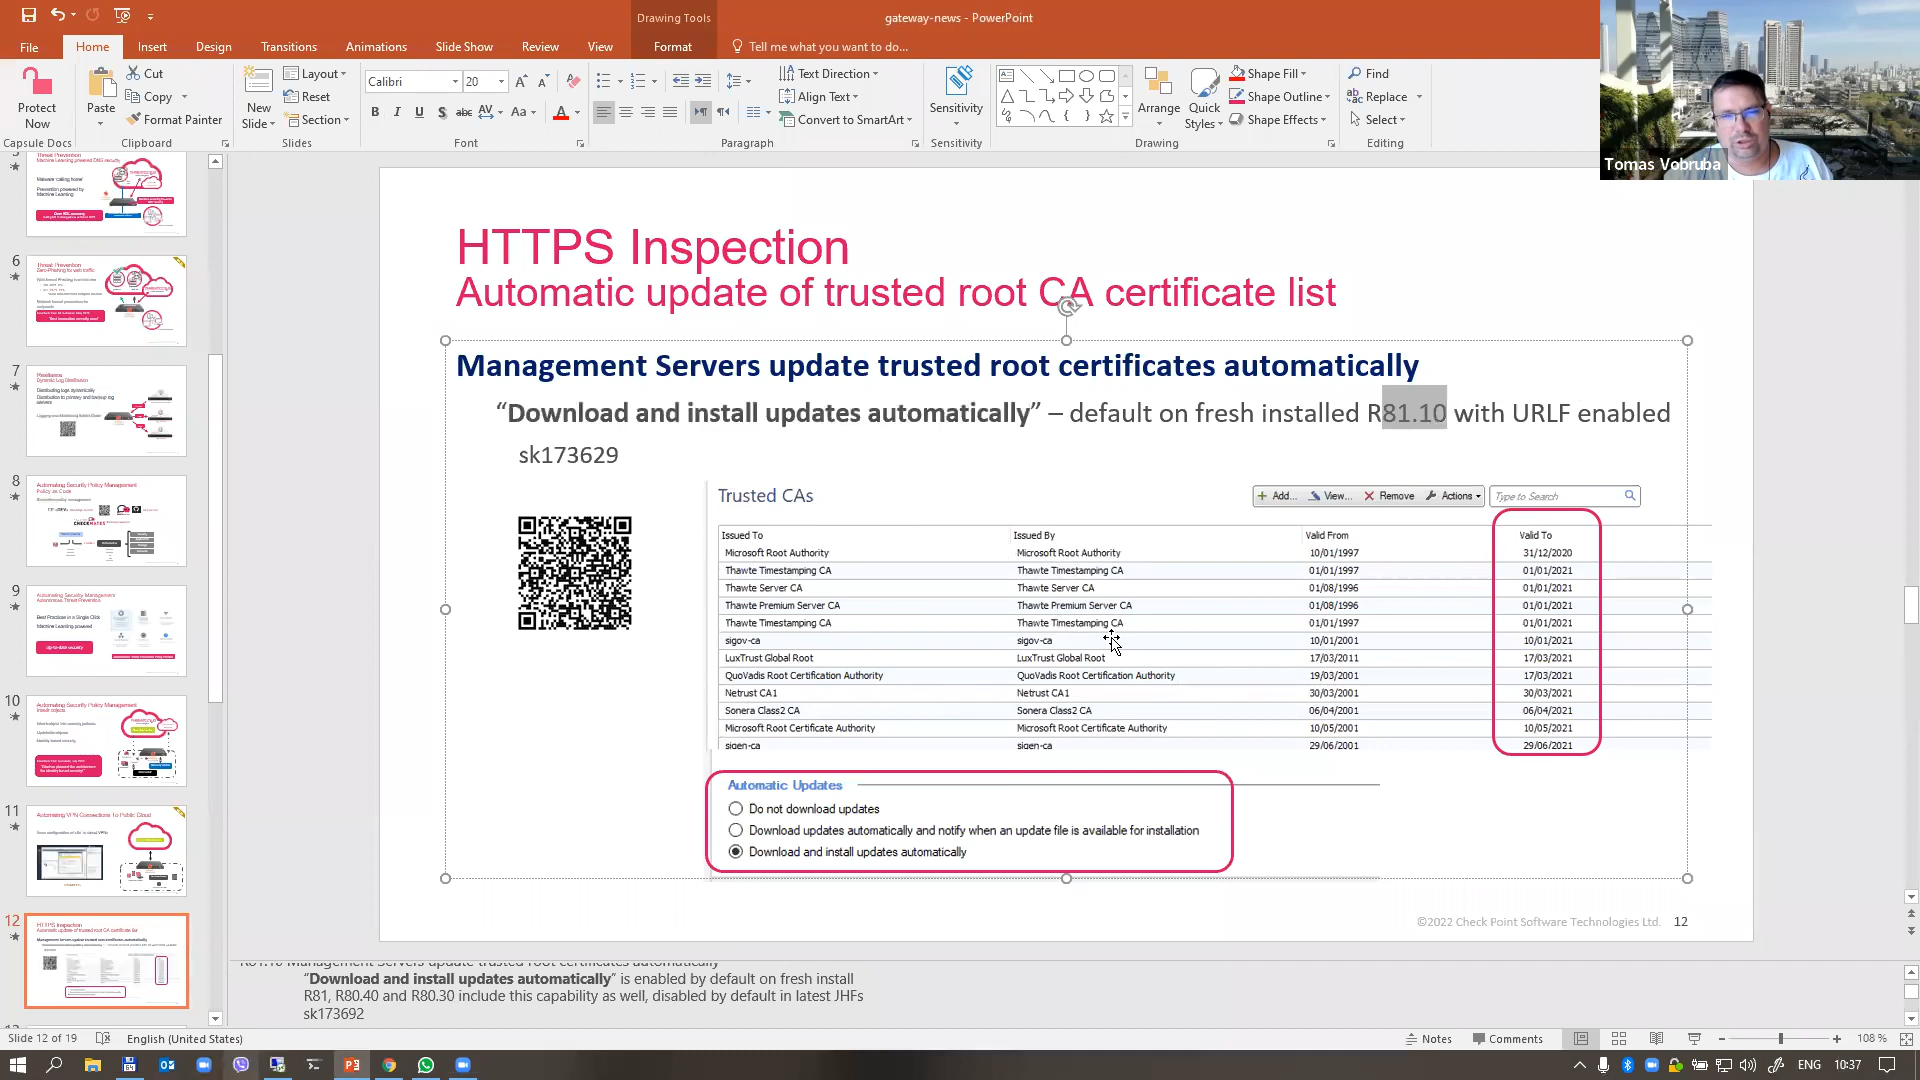 Drawing Tools
gateway-news - PowerPoint
File
Home
Insert
Design
Transitions
Animations
Slide Show
Review
View
Format
Tell me what you want to do...
Protect Now
Capsule Docs
Paste
Cut
Copy
Format Painter
Clipboard
New Slide
Layout
Reset
Section
Slides
Calibri
20
Font
Paragraph
Text Direction
Align Text
Convert to SmartArt
Sensitivity
Sensitivity
Arrange
Quick Styles
Shape Fill
Shape Outline
Shape Effects
Drawing
Find
Replace
Select
Editing
Tomas Vobruba
6
7
8
9
10
11
12
HTTPS Inspection
Automatic update of trusted root CA certificate list
Management Servers update trusted root certificates automatically
“Download and install updates automatically” – default on fresh installed R81.10 with URLF enabled
sk173629
Trusted CAs
Add... View... Remove Actions Type to Search
Issued To Issued By Valid From Valid To
Microsoft Root Authority Microsoft Root Authority 10/01/1997 31/12/2020
Thawte Timestamping CA Thawte Timestamping CA 01/01/1997 01/01/2021
Thawte Server CA Thawte Server CA 01/08/1996 01/01/2021
Thawte Premium Server CA Thawte Premium Server CA 01/08/1996 01/01/2021
Thawte Timestamping CA Thawte Timestamping CA 01/01/1997 01/01/2021
sigov-ca sigov-ca 10/01/2001 10/01/2021
LuxTrust Global Root LuxTrust Global Root 17/03/2011 17/03/2021
QuoVadis Root Certification Authority QuoVadis Root Certification Authority 19/03/2001 17/03/2021
Netrust CA1 Netrust CA1 30/03/2001 30/03/2021
Sonera Class2 CA Sonera Class2 CA 06/04/2001 06/04/2021
Microsoft Root Certificate Authority Microsoft Root Certificate Authority 10/05/2001 10/05/2021
sigen-ca sigen-ca 29/06/2001 29/06/2021
Automatic Updates
Do not download updates
Download updates automatically and notify when an update file is available for installation
Download and install updates automatically
©2022 Check Point Software Technologies Ltd. 12
Management Servers update trusted root certificates automatically
“Download and install updates automatically” is enabled by default on fresh install
R81, R80.40 and R80.30 include this capability as well, disabled by default in latest JHFs
sk173692
Slide 12 of 19
English (United States)
Notes
Comments
108 %
ENG
10:37